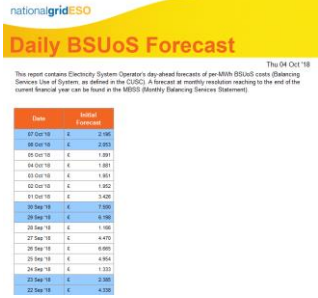 nationalgridESO
Daily BSUoS Forecast
Thu 04 Oct '18
This report contains Electricity System Operator's day-ahead forecasts of per-MWh BSUoS costs (Balancing
Services Use of System, as defined in the CUSC). A forecast at monthly resolution reaching to the end of the
current financial year can be found in the MBSS (Monthly Balancing Services Statement).
Date Initial Forecast
07 Oct '18 £ 2.195
06 Oct '18 £ 2.053
05 Oct '18 £ 1.891
04 Oct '18 £ 1.881
03 Oct '18 £ 1.951
02 Oct '18 £ 1.952
01 Oct '18 £ 3.426
30 Sep '18 £ 7.506
29 Sep '18 £ 6.198
28 Sep '18 £ 1.166
27 Sep '18 £ 4.470
26 Sep '18 £ 6.665
25 Sep '18 £ 4.954
24 Sep '18 £ 1.333
23 Sep '18 £ 2.385
22 Sep '18 £ 4.338